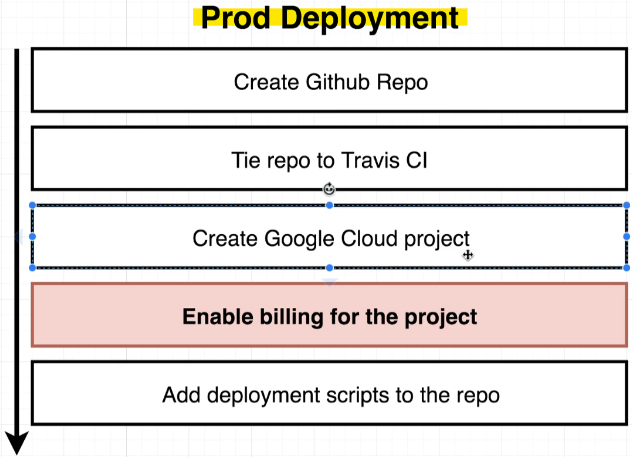 Prod Deployment
Create Github Repo
Tie repo to Travis CI
Create Google Cloud project
Enable billing for the project
Add deployment scripts to the repo